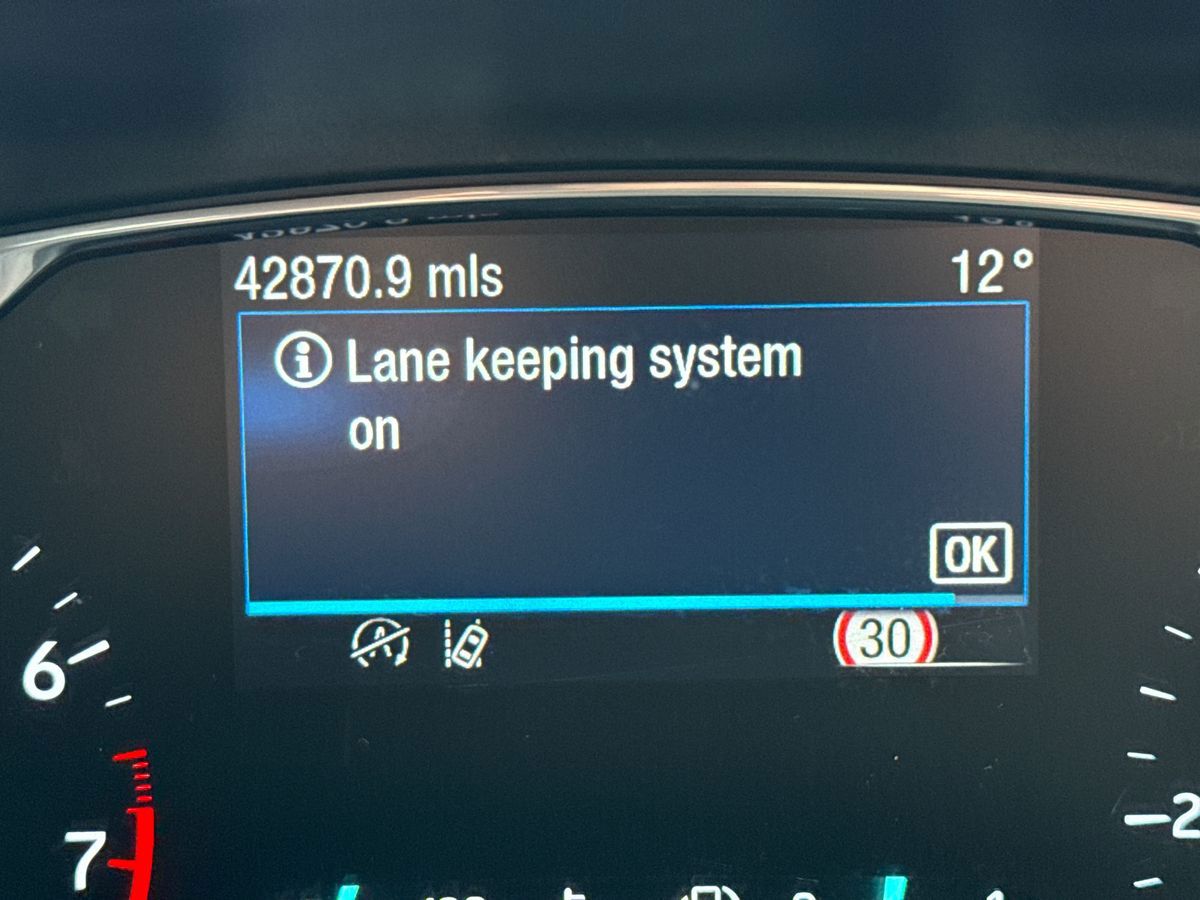 42870.9 mls 12°
i Lane keeping system
on
OK
A 30
6
7
2